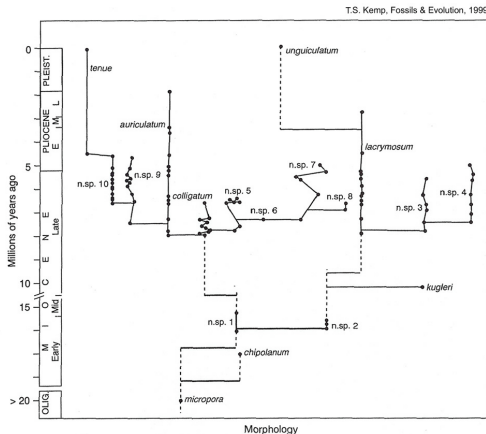 T.S. Kemp, Fossils & Evolution, 1999
0
PLEIST.
tenue
unguiculatum
PLIOCENE
E M L
auriculatum
lacrymosum
5
n.sp. 10
n.sp. 9
colligatum
n.sp. 5
n.sp. 6
n.sp. 7
n.sp. 8
n.sp. 3
n.sp. 4
Millions of years ago
MIOCENE
Late
Mid
Early
10
kugleri
15
n.sp. 1
n.sp. 2
chipolanum
micropora
> 20
OLIG.
Morphology